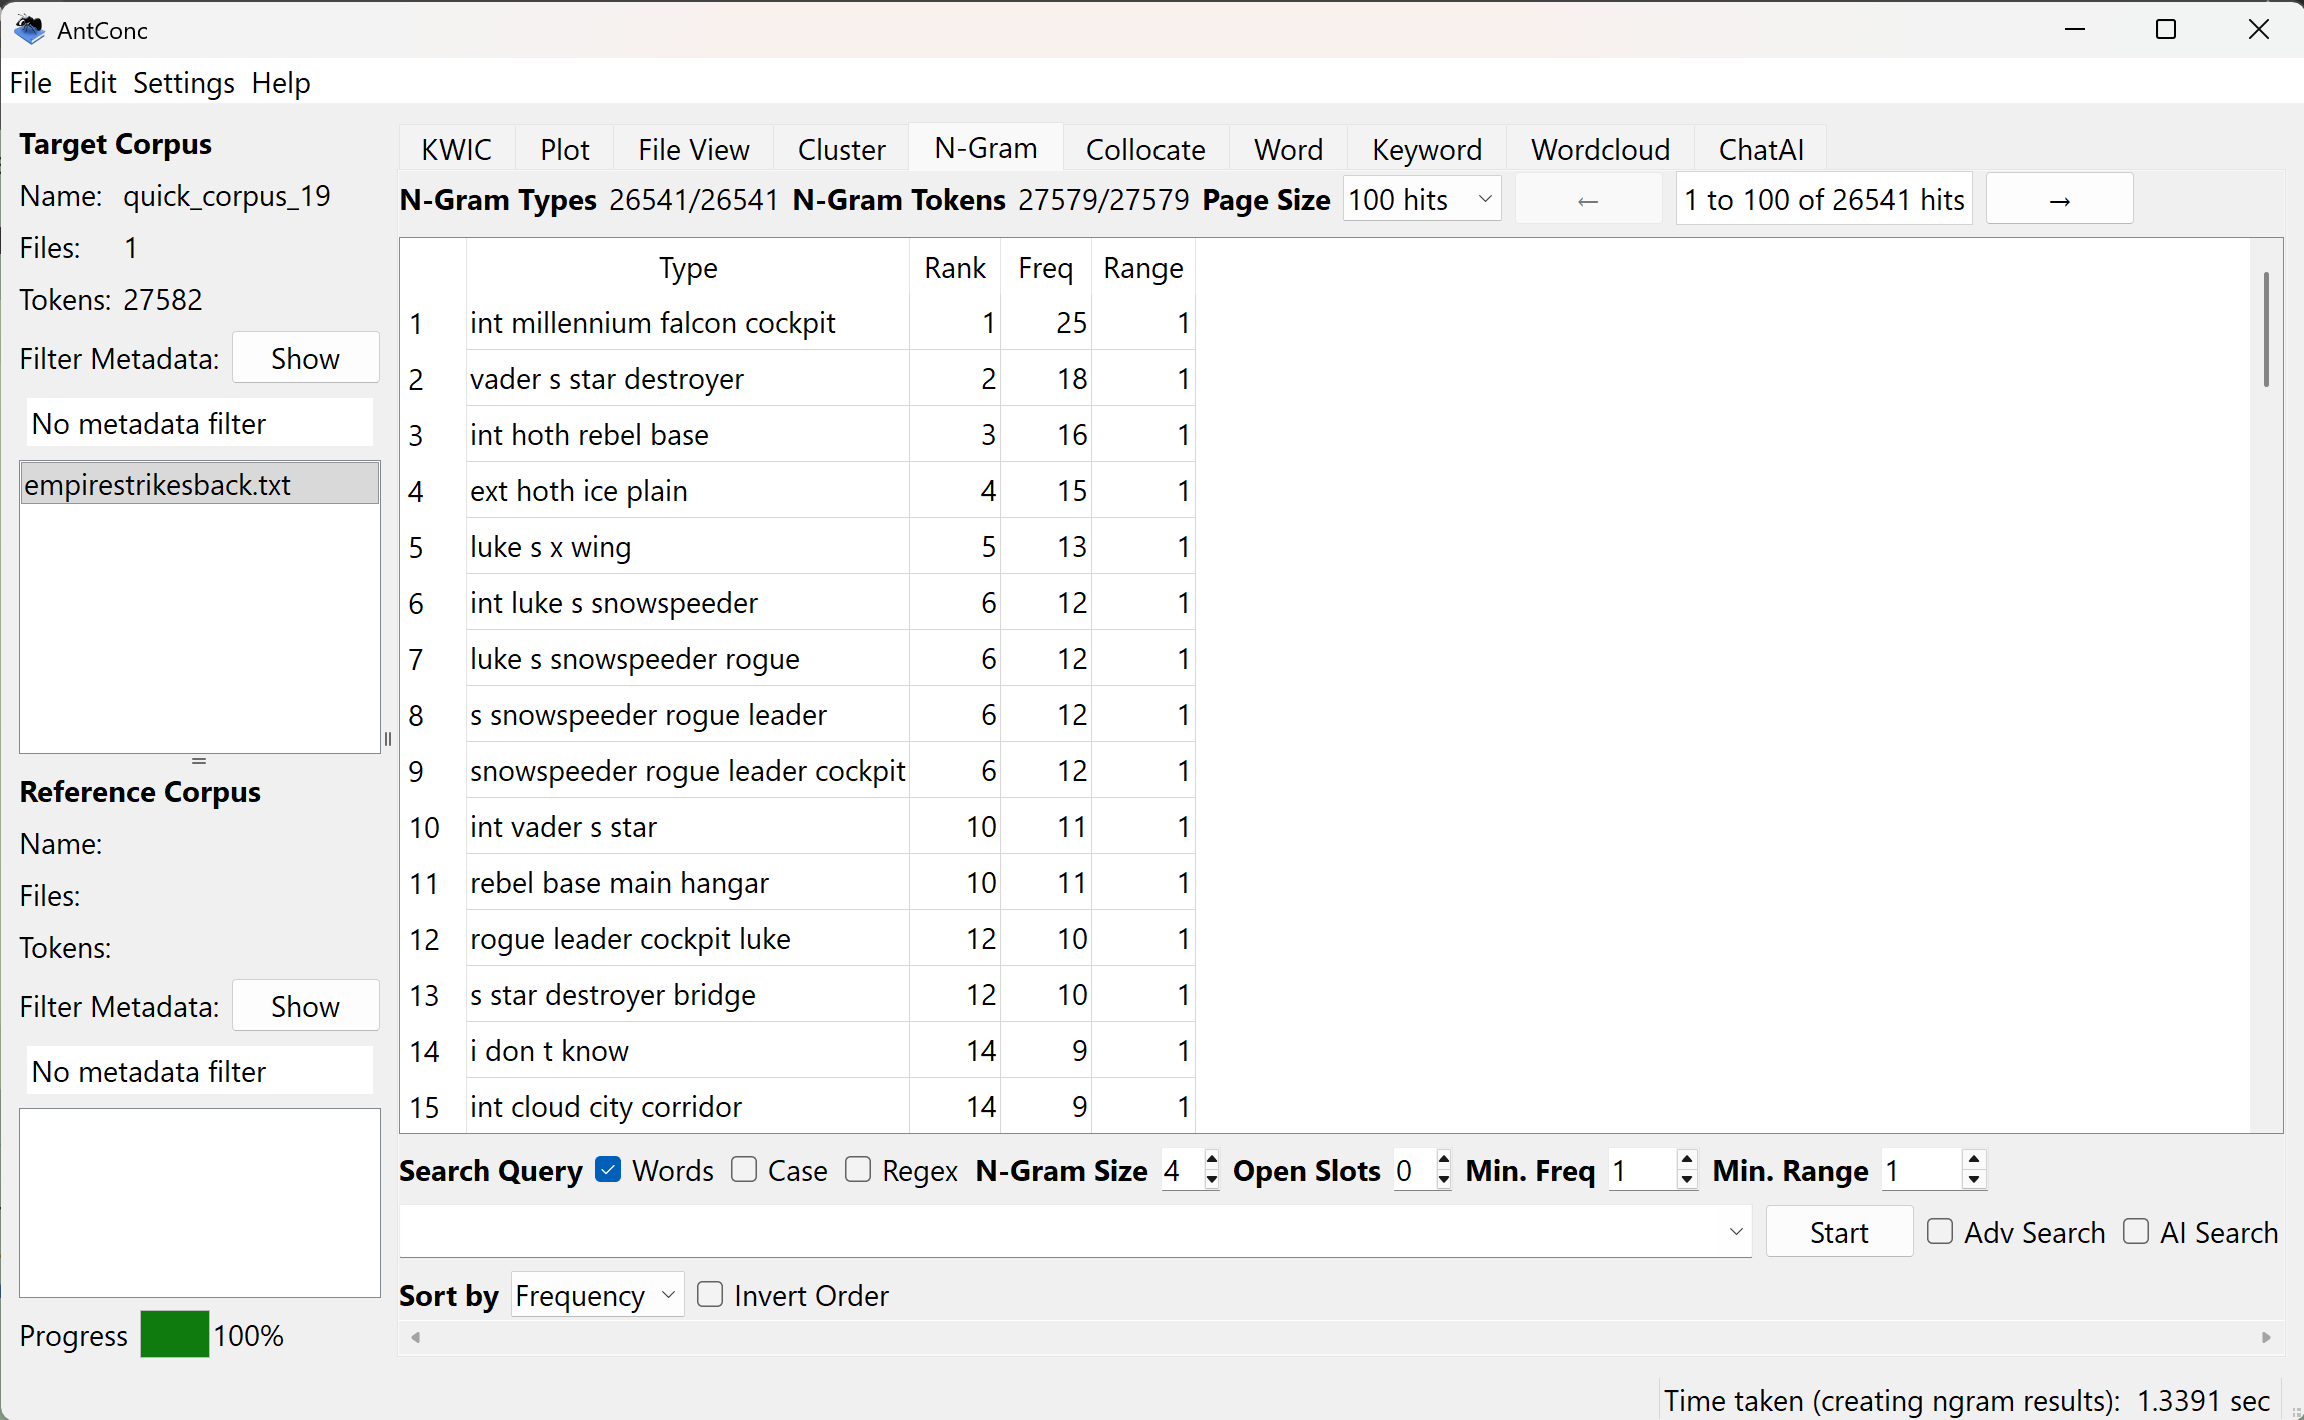 AntConc
File Edit Settings Help
Target Corpus
Name: quick_corpus_19
Files: 1
Tokens: 27582
Filter Metadata: Show
No metadata filter
empirestrikesback.txt
Reference Corpus
Name:
Files:
Tokens:
Filter Metadata: Show
No metadata filter
Progress 100%
KWIC Plot File View Cluster N-Gram Collocate Word Keyword Wordcloud ChatAI
N-Gram Types 26541/26541 N-Gram Tokens 27579/27579 Page Size 100 hits ← 1 to 100 of 26541 hits →
Type Rank Freq Range
1 int millennium falcon cockpit 1 25 1
2 vader s star destroyer 2 18 1
3 int hoth rebel base 3 16 1
4 ext hoth ice plain 4 15 1
5 luke s x wing 5 13 1
6 int luke s snowspeeder 6 12 1
7 luke s snowspeeder rogue 6 12 1
8 s snowspeeder rogue leader 6 12 1
9 snowspeeder rogue leader cockpit 6 12 1
10 int vader s star 10 11 1
11 rebel base main hangar 10 11 1
12 rogue leader cockpit luke 12 10 1
13 s star destroyer bridge 12 10 1
14 i don t know 14 9 1
15 int cloud city corridor 14 9 1
Search Query Words Case Regex N-Gram Size 4 Open Slots 0 Min. Freq 1 Min. Range 1
Start Adv Search AI Search
Sort by Frequency Invert Order
Time taken (creating ngram results): 1.3391 sec